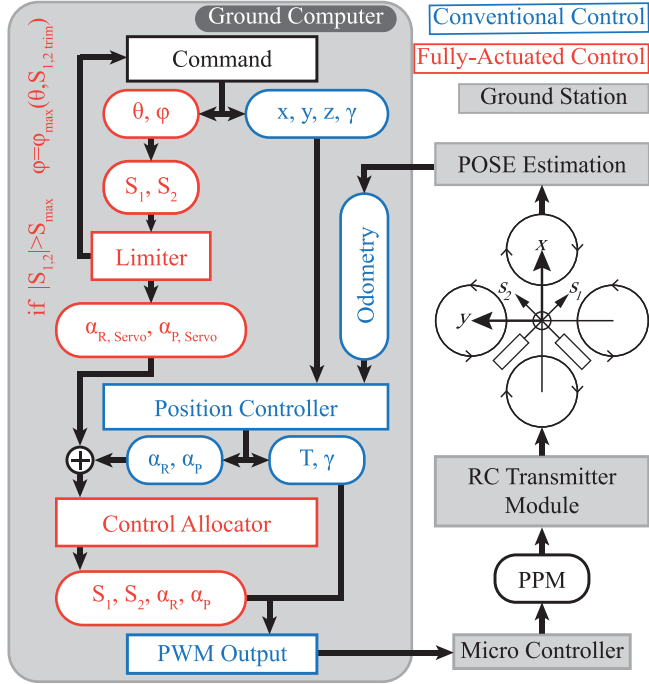 Ground Computer
Conventional Control
Fully-Actuated Control
Ground Station
Command
θ, φ
x, y, z, γ
S1, S2
Limiter
if |S1,2|>Smax φ=φmax(θ,S1,2 trim)
αR, Servo, αP, Servo
Odometry
POSE Estimation
x
s2
s1
y
Position Controller
αR, αP
T, γ
Control Allocator
S1, S2, αR, αP
PWM Output
RC Transmitter
Module
PPM
Micro Controller